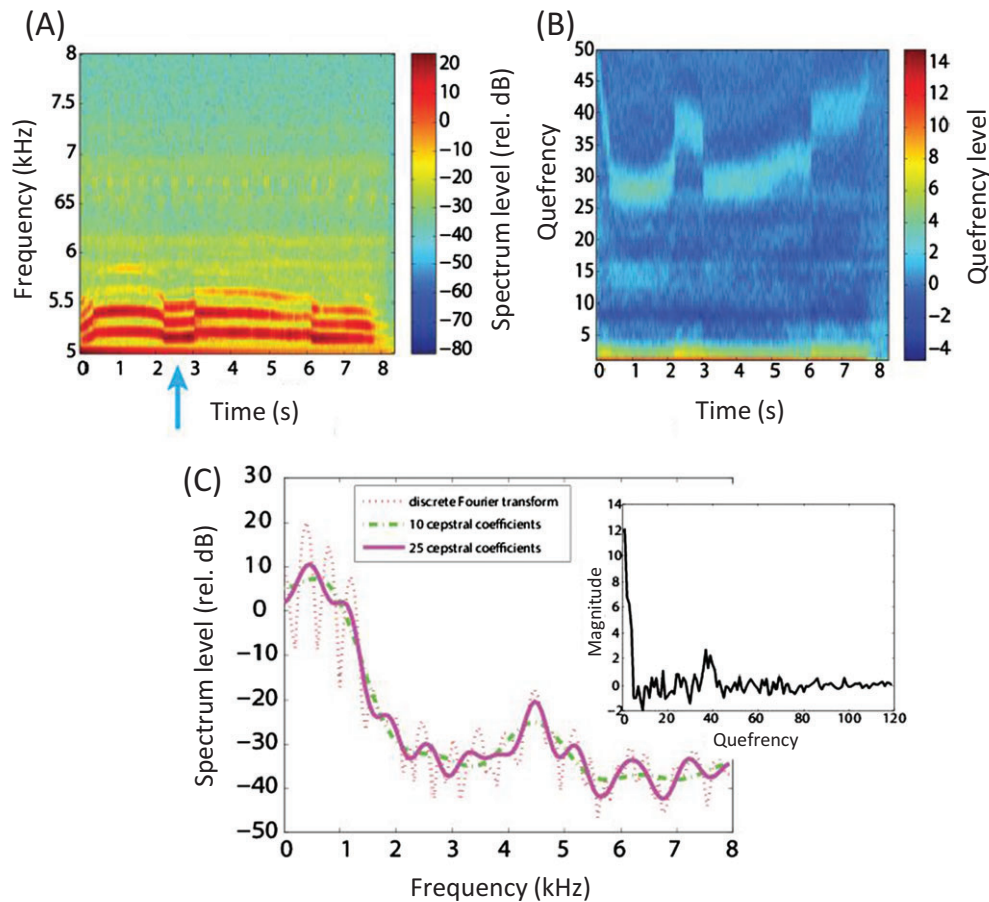 (A)
8
7.5
7
65
6
5.5
5
Frequency (kHz)
0 1 2 3 4 5 6 7 8
Time (s)
20
10
0
−10
−20
−30
−40
−50
−60
−70
−80
Spectrum level (rel. dB)
(B)
50
45
40
35
30
25
20
15
10
5
Quefrency
0 1 2 3 4 5 6 7 8
Time (s)
14
12
10
8
6
4
2
0
−2
−4
Quefrency level
(C)
30
20
10
0
−10
−20
−30
−40
−50
Spectrum level (rel. dB)
discrete Fourier transform
10 cepstral coefficients
25 cepstral coefficients
0 1 2 3 4 5 6 7 8
Frequency (kHz)
14
12
10
8
6
4
2
0
−2
Magnitude
0 20 40 60 80 100 120
Quefrency